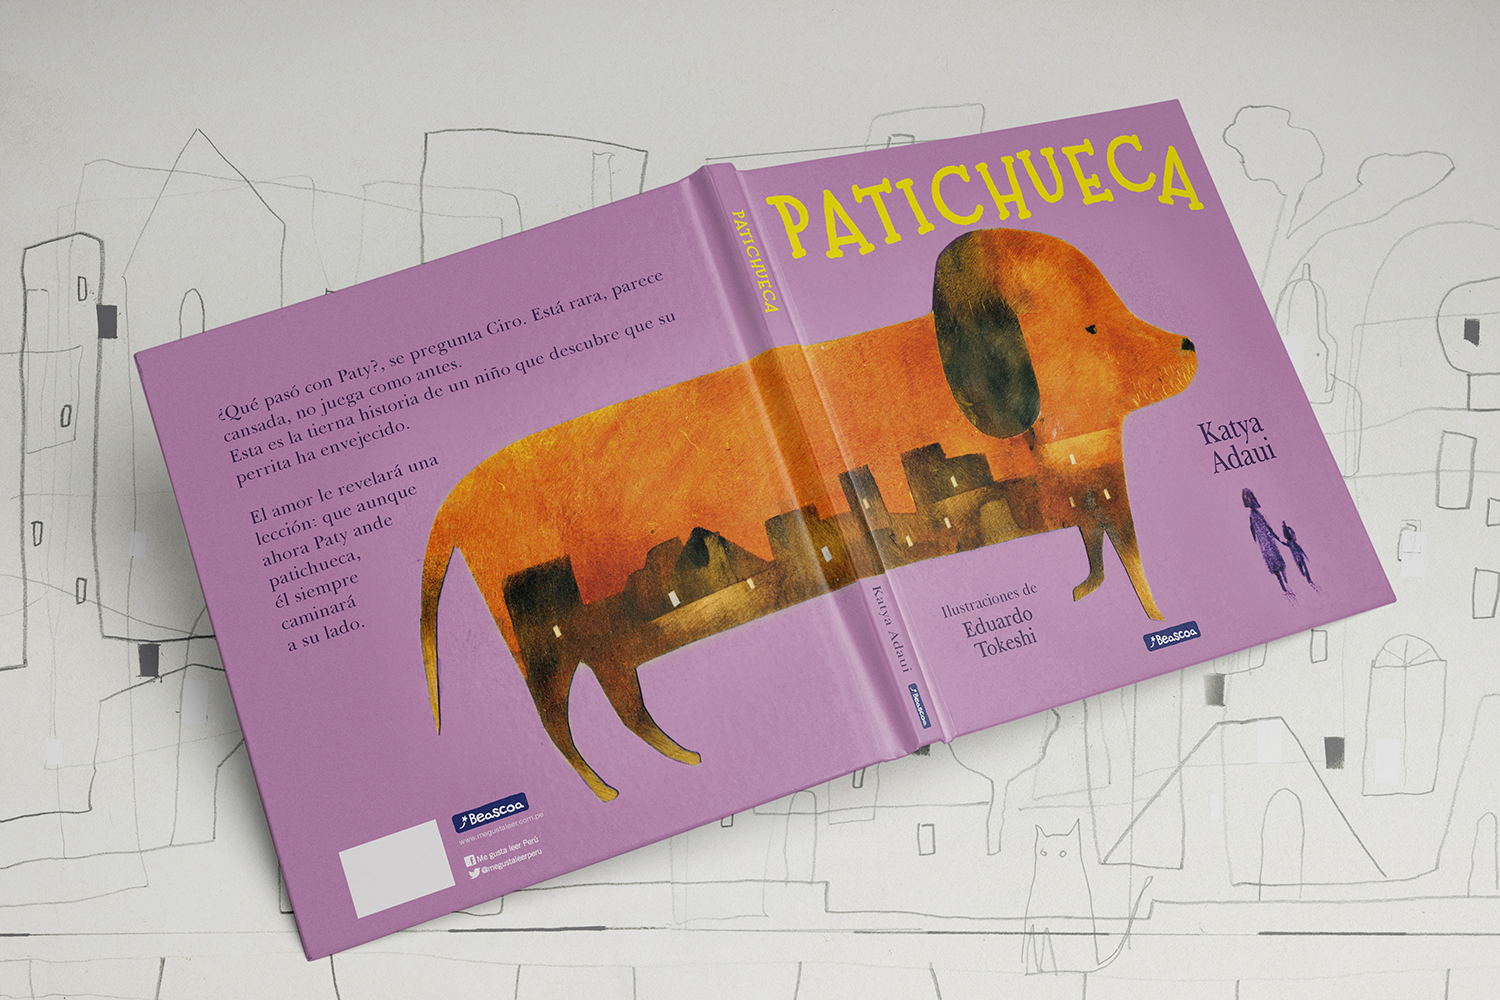 PATICHUECA
Katya
Adaui
Ilustraciones de
Eduardo
Tokeshi
Beascoa
PATICHUECA
Katya Adaui
Beascoa
¿Qué pasó con Paty?, se pregunta Ciro. Está rara, parece
cansada, no juega como antes.
Esta es la tierna historia de un niño que descubre que su
perrita ha envejecido.
El amor le revelará una
lección: que aunque
ahora Paty ande
patichueca,
él siempre
caminará
a su lado.
Beascoa
www.megustaleer.com.pe
Me gusta leer Perú
@megustaleerperu